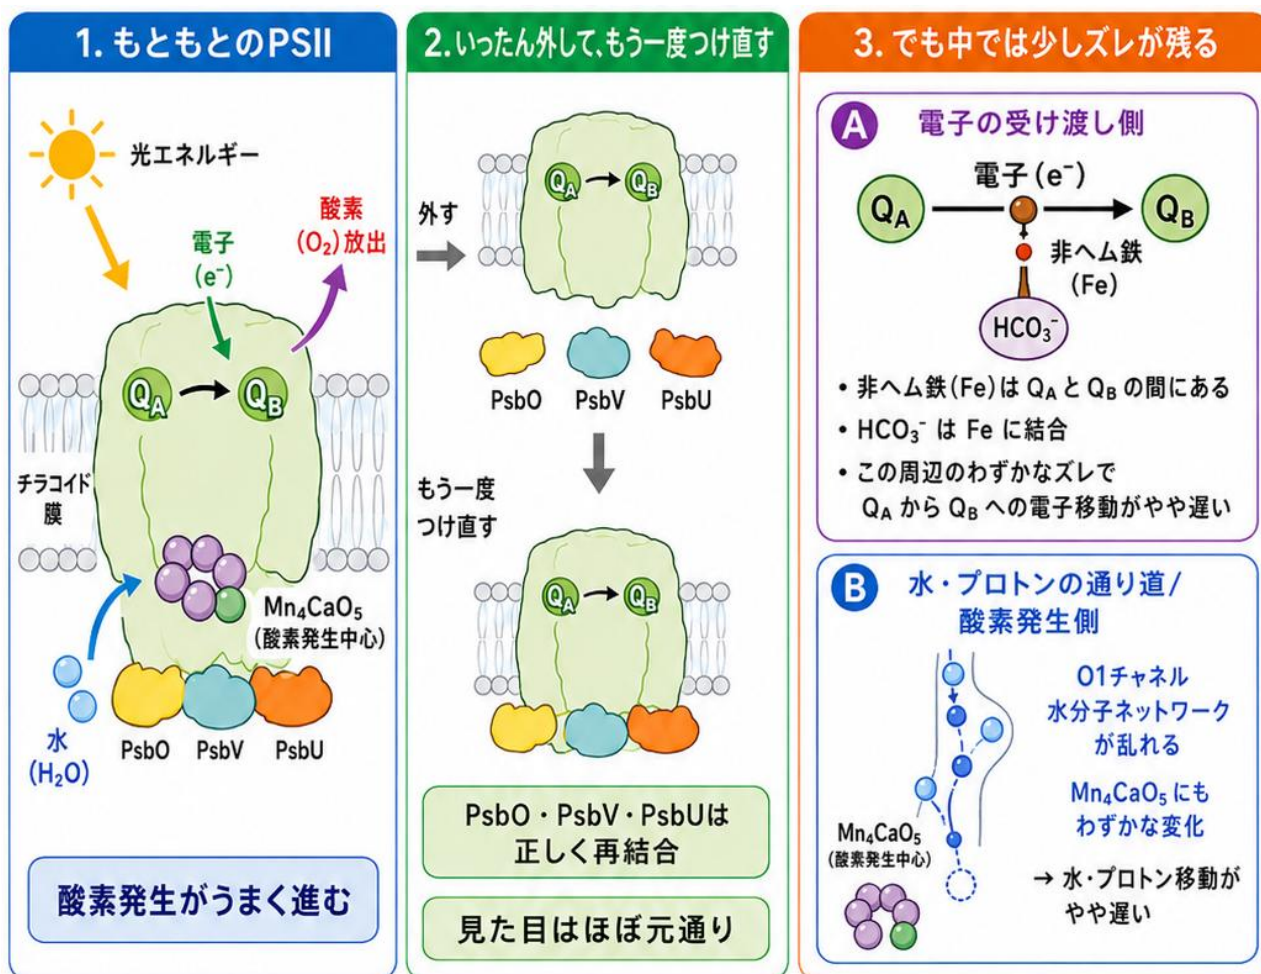 1. もともとのPSII
光エネルギー
酸素
(O₂)放出
電子
(e⁻)
Q_A
Q_B
チラコイド
膜
Mn₄CaO₅
(酸素発生中心)
水
(H₂O)
PsbO
PsbV
PsbU
酸素発生がうまく進む
2.いったん外して、もう一度つけ直す
外す
Q_A
Q_B
PsbO
PsbV
PsbU
もう一度
つけ直す
Q_A
Q_B
PsbO・PsbV・PsbUは
正しく再結合
見た目はほぼ元通り
3. でも中では少しズレが残る
A
電子の受け渡し側
電子(e⁻)
Q_A
Q_B
非ヘム鉄
(Fe)
HCO₃⁻
• 非ヘム鉄(Fe)は Q_A と Q_B の間にある
• HCO₃⁻ は Fe に結合
• この周辺のわずかなズレで
Q_A から Q_B への電子移動がやや遅い
B
水・プロトンの通り道/
酸素発生側
O1チャネル
水分子ネットワーク
が乱れる
Mn₄CaO₅ にも
わずかな変化
Mn₄CaO₅
(酸素発生中心)
→ 水・プロトン移動が
やや遅い